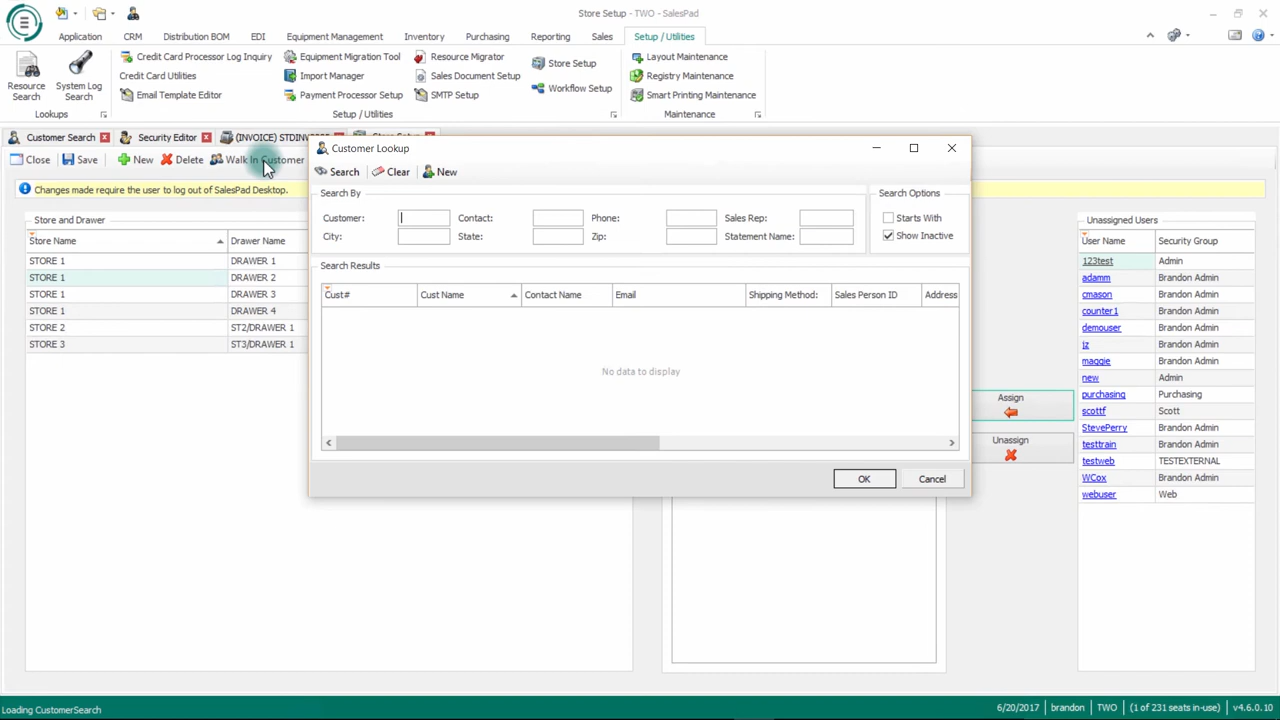 Store Setup - TWO - SalesPad
Application CRM Distribution BOM EDI Equipment Management Inventory Purchasing Reporting Sales Setup / Utilities
Resource Search
System Log Search
Lookups
Credit Card Processor Log Inquiry
Credit Card Utilities
Email Template Editor
Equipment Migration Tool
Import Manager
Payment Processor Setup
Resource Migrator
Sales Document Setup
SMTP Setup
Store Setup
Workflow Setup
Setup / Utilities
Layout Maintenance
Registry Maintenance
Smart Printing Maintenance
Maintenance
Customer Search Security Editor (INVOICE)
Close Save New Delete Walk In Customer
Changes made require the user to log out of SalesPad Desktop.
Store and Drawer
Store Name Drawer Name
STORE 1 DRAWER 1
STORE 1 DRAWER 2
STORE 1 DRAWER 3
STORE 1 DRAWER 4
STORE 2 ST2/DRAWER 1
STORE 3 ST3/DRAWER 1
Customer Lookup
Search Clear New
Search By
Customer: Contact: Phone: Sales Rep:
City: State: Zip: Statement Name:
Search Options
Starts With
Show Inactive
Search Results
Cust# Cust Name Contact Name Email Shipping Method: Sales Person ID Address
No data to display
OK Cancel
Assign
Unassign
Unassigned Users
User Name Security Group
123test Admin
adamm Brandon Admin
cmason Brandon Admin
counter1 Brandon Admin
demouser Brandon Admin
jz Brandon Admin
maggie Brandon Admin
new Admin
purchasing Purchasing
scottf Scott
StevePerry Brandon Admin
testtrain Brandon Admin
testweb TESTEXTERNAL
WCox Brandon Admin
webuser Web
Loading CustomerSearch
6/20/2017 brandon TWO (1 of 231 seats in-use) v4.6.0.10